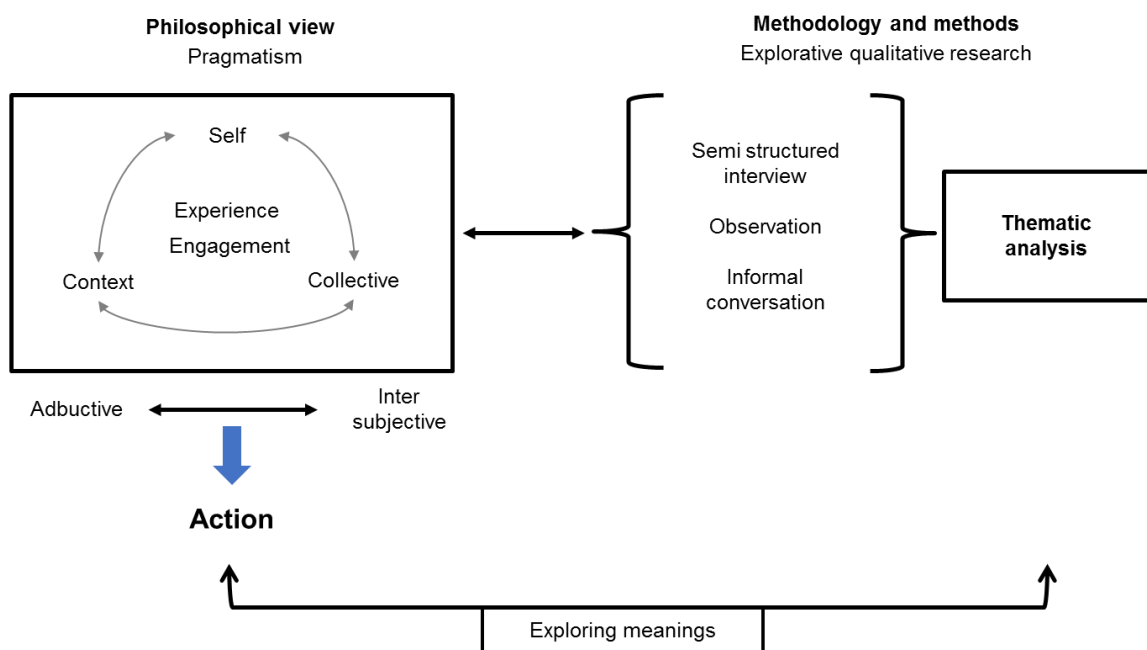 Philosophical view
Pragmatism
Self
Experience
Engagement
Context
Collective
Adbuctive
Inter
subjective
Action
Methodology and methods
Explorative qualitative research
Semi structured
interview
Observation
Informal
conversation
Thematic
analysis
Exploring meanings